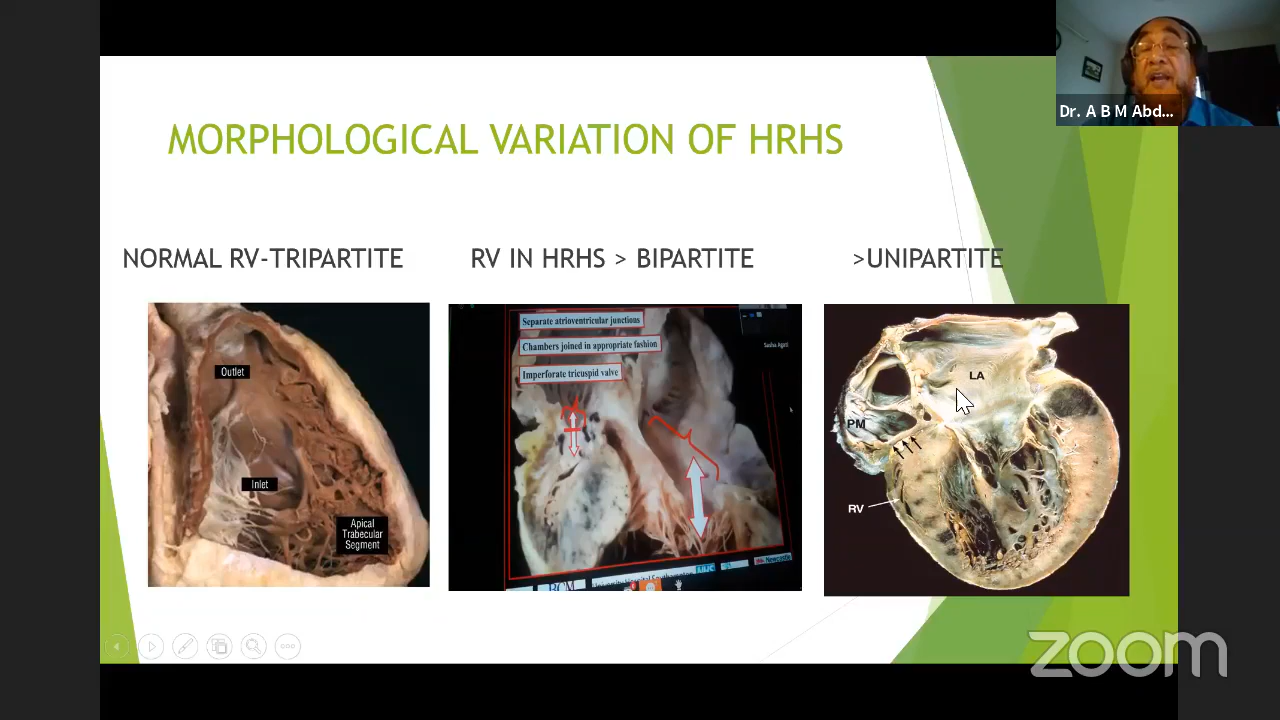 Dr. A B M Abd...
MORPHOLOGICAL VARIATION OF HRHS
NORMAL RV-TRIPARTITE
RV IN HRHS > BIPARTITE
>UNIPARTITE
Outlet
Inlet
Apical
Trabecular
Segment
Separate atrioventricular junctions
Chambers joined in appropriate fashion
Imperforate tricuspid valve
Newcastle
LA
PM
RV
zoom